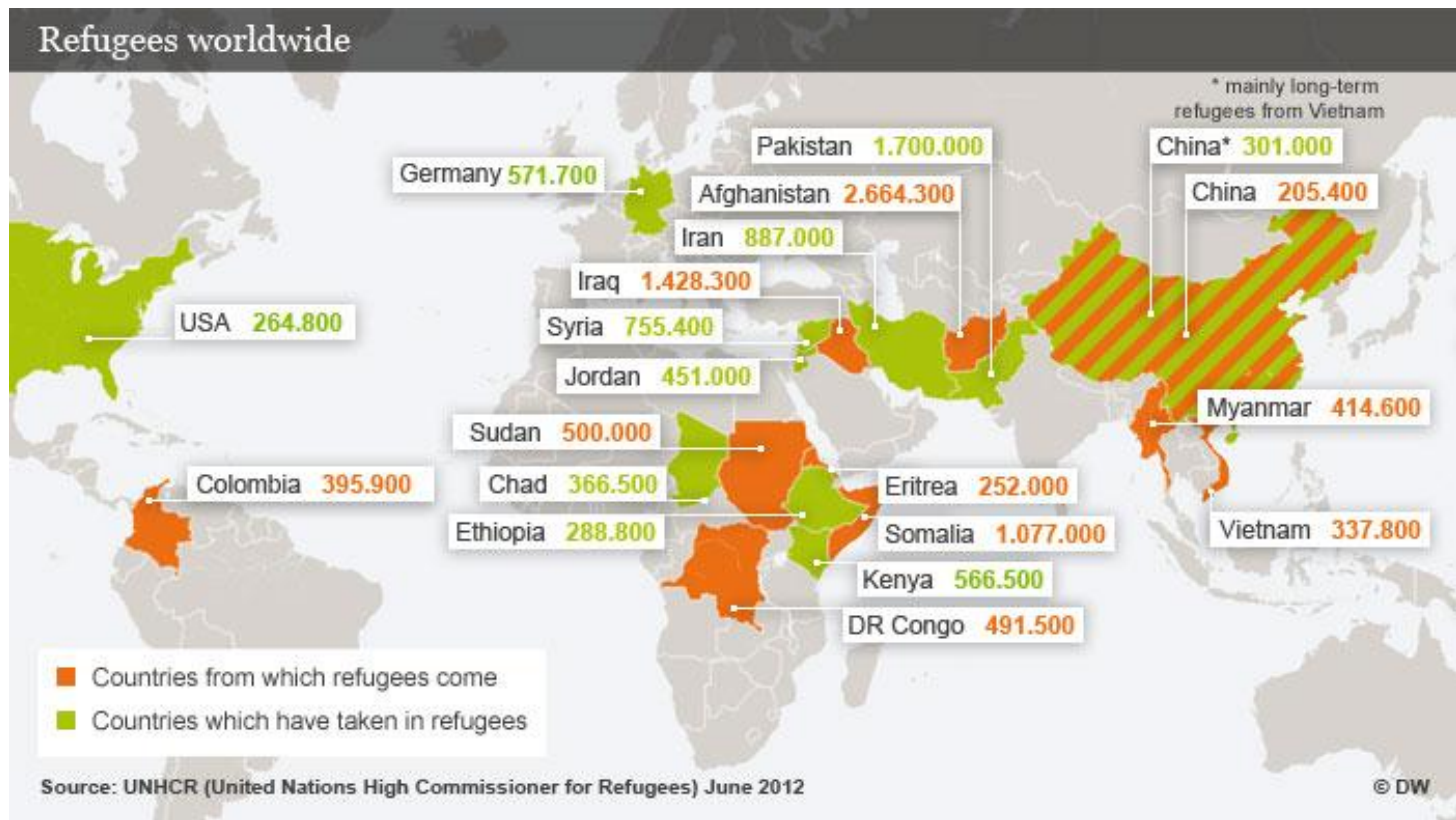 Refugees worldwide
* mainly long-term
refugees from Vietnam
Pakistan 1.700.000
China* 301.000
Germany 571.700
Afghanistan 2.664.300
China 205.400
Iran 887.000
Iraq 1.428.300
USA 264.800
Syria 755.400
Jordan 451.000
Myanmar 414.600
Sudan 500.000
Colombia 395.900
Chad 366.500
Eritrea 252.000
Ethiopia 288.800
Somalia 1.077.000
Vietnam 337.800
Kenya 566.500
DR Congo 491.500
Countries from which refugees come
Countries which have taken in refugees
Source: UNHCR (United Nations High Commissioner for Refugees) June 2012
© DW